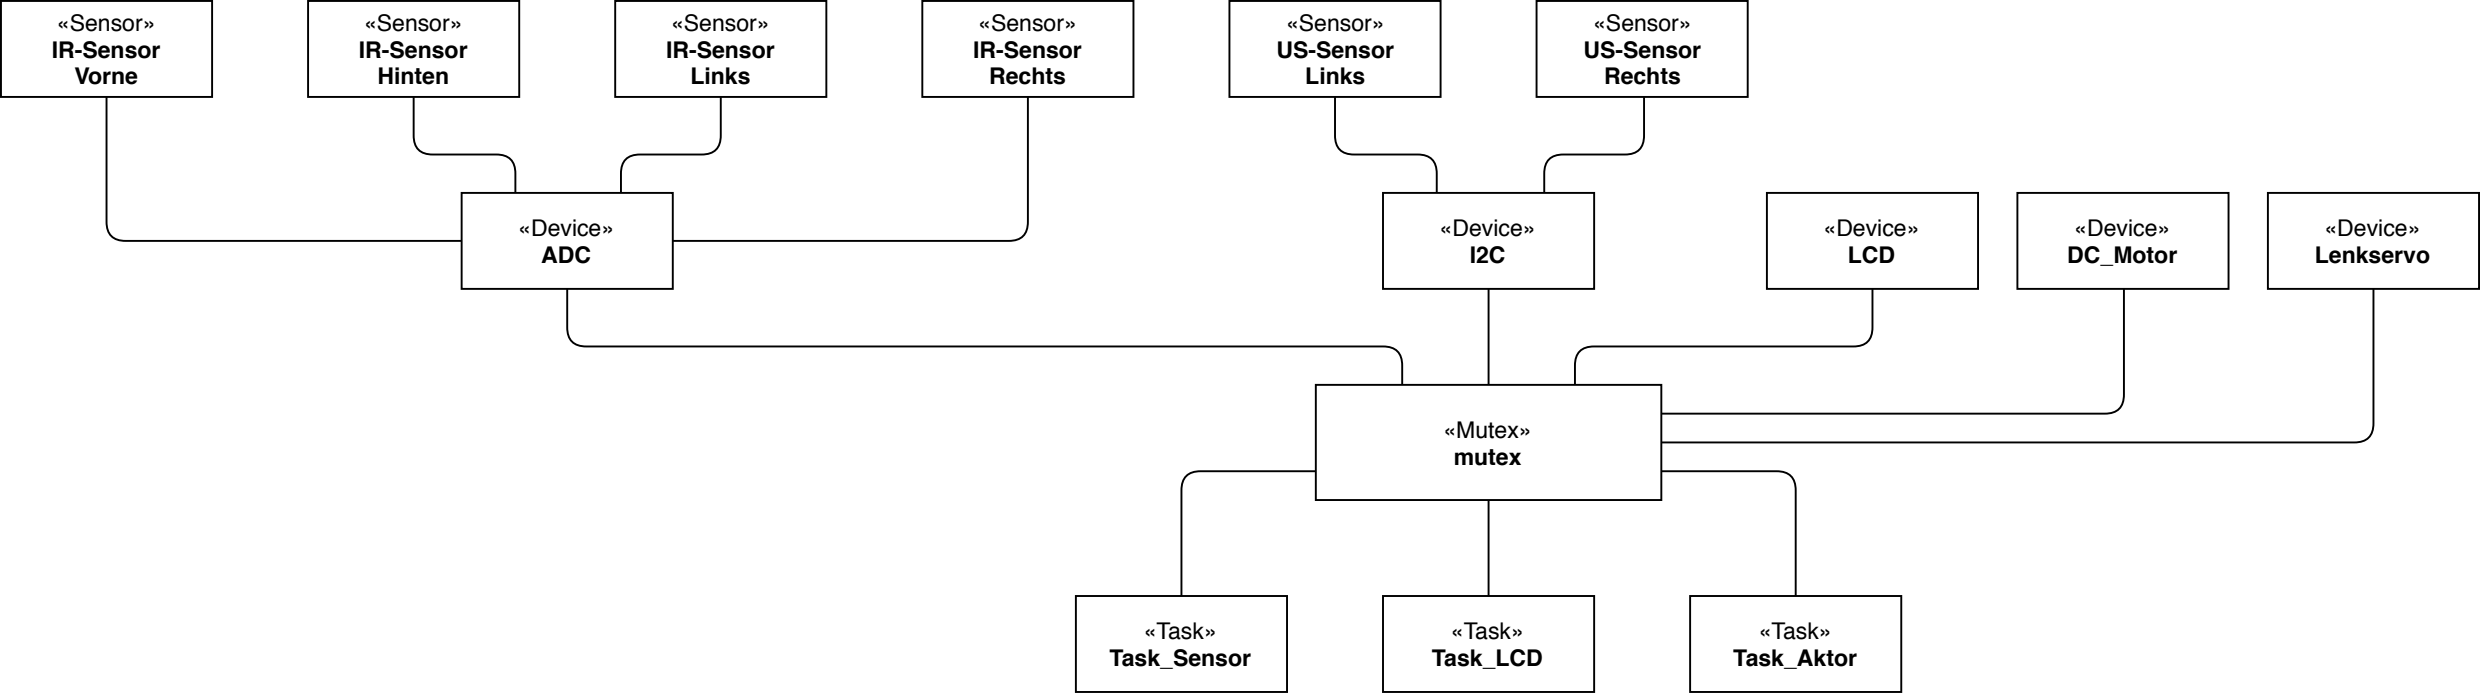 «Sensor»
IR-Sensor
Vorne
«Sensor»
IR-Sensor
Hinten
«Sensor»
IR-Sensor
Links
«Sensor»
IR-Sensor
Rechts
«Sensor»
US-Sensor
Links
«Sensor»
US-Sensor
Rechts
«Device»
ADC
«Device»
I2C
«Device»
LCD
«Device»
DC_Motor
«Device»
Lenkservo
«Mutex»
mutex
«Task»
Task_Sensor
«Task»
Task_LCD
«Task»
Task_Aktor